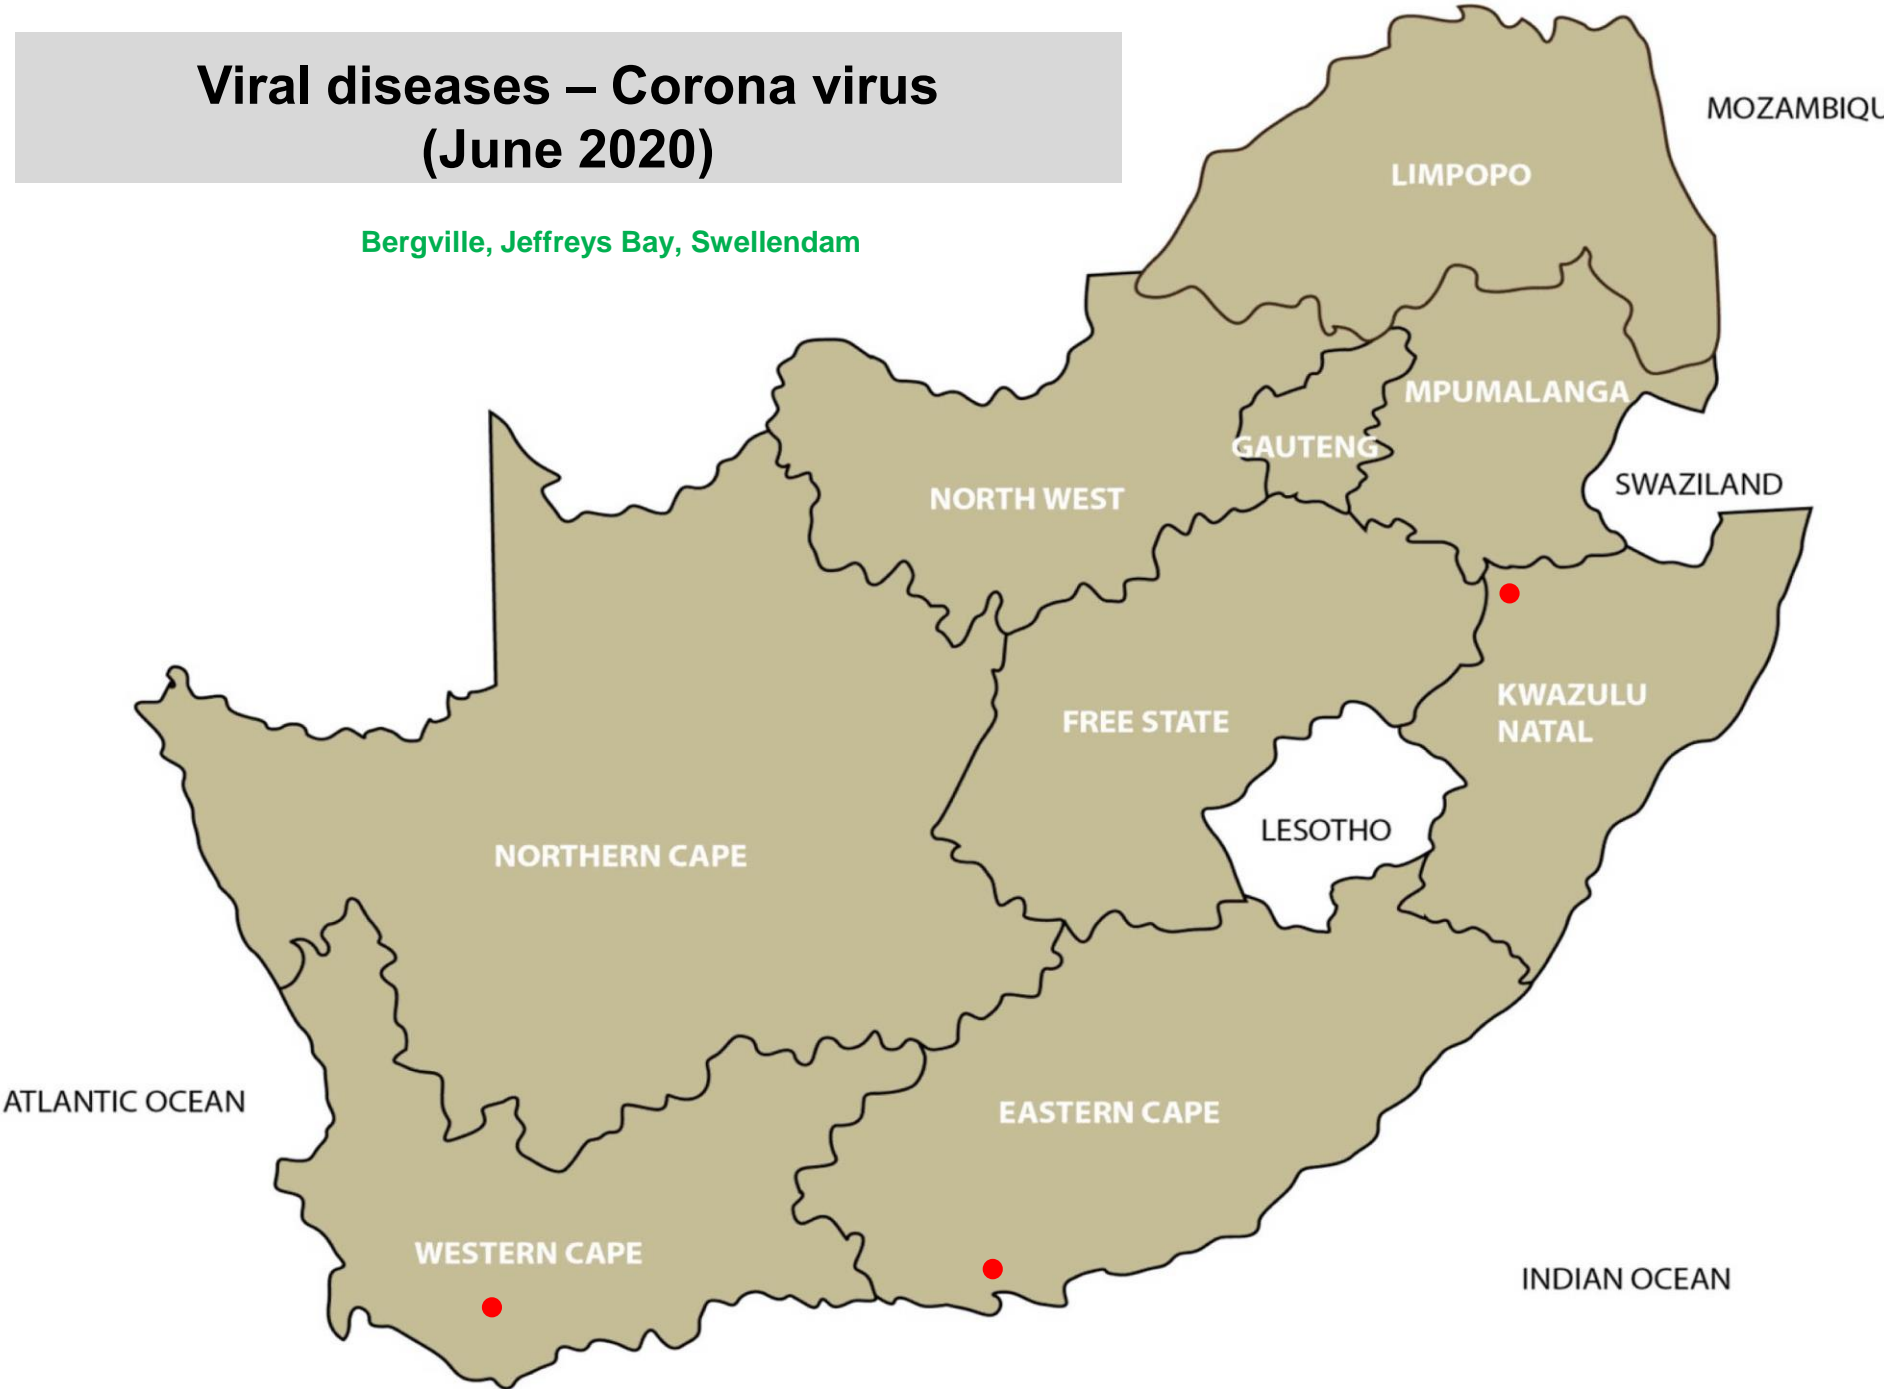 Viral diseases – Corona virus
(June 2020)
Bergville, Jeffreys Bay, Swellendam
MOZAMBIQU
LIMPOPO
MPUMALANGA
GAUTENG
SWAZILAND
NORTH WEST
KWAZULU
NATAL
FREE STATE
LESOTHO
NORTHERN CAPE
ATLANTIC OCEAN
EASTERN CAPE
WESTERN CAPE
INDIAN OCEAN